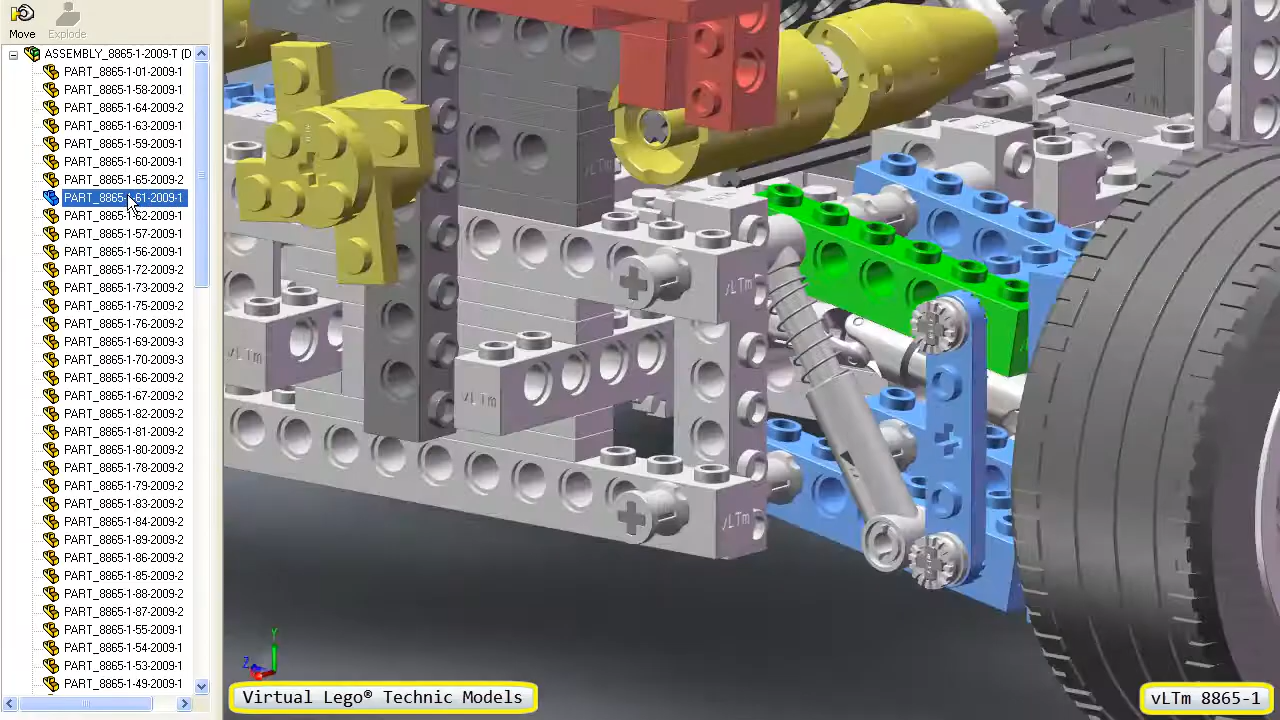 Move
Explode
ASSEMBLY_8865-1-2009-T (D
PART_8865-1-01-2009-1
PART_8865-1-58-2009-1
PART_8865-1-64-2009-2
PART_8865-1-63-2009-1
PART_8865-1-59-2009-1
PART_8865-1-60-2009-1
PART_8865-1-65-2009-2
PART_8865-1-61-2009-1
PART_8865-1-52-2009-1
PART_8865-1-56-2009-1
PART_8865-1-72-2009-2
PART_8865-1-73-2009-2
PART_8865-1-75-2009-2
PART_8865-1-76-2009-2
PART_8865-1-69-2009-3
PART_8865-1-70-2009-3
PART_8865-1-66-2009-2
PART_8865-1-67-2009-2
PART_8865-1-82-2009-2
PART_8865-1-81-2009-2
PART_8865-1-80-2009-2
PART_8865-1-78-2009-2
PART_8865-1-79-2009-2
PART_8865-1-83-2009-2
PART_8865-1-84-2009-2
PART_8865-1-89-2009-2
PART_8865-1-86-2009-2
PART_8865-1-85-2009-2
PART_8865-1-88-2009-2
PART_8865-1-87-2009-2
PART_8865-1-55-2009-1
PART_8865-1-54-2009-1
PART_8865-1-53-2009-1
PART_8865-1-49-2009-1
vLTm
vLTm
vLTm
vLTm
Y
Z
Virtual Lego® Technic Models
vLTm 8865-1